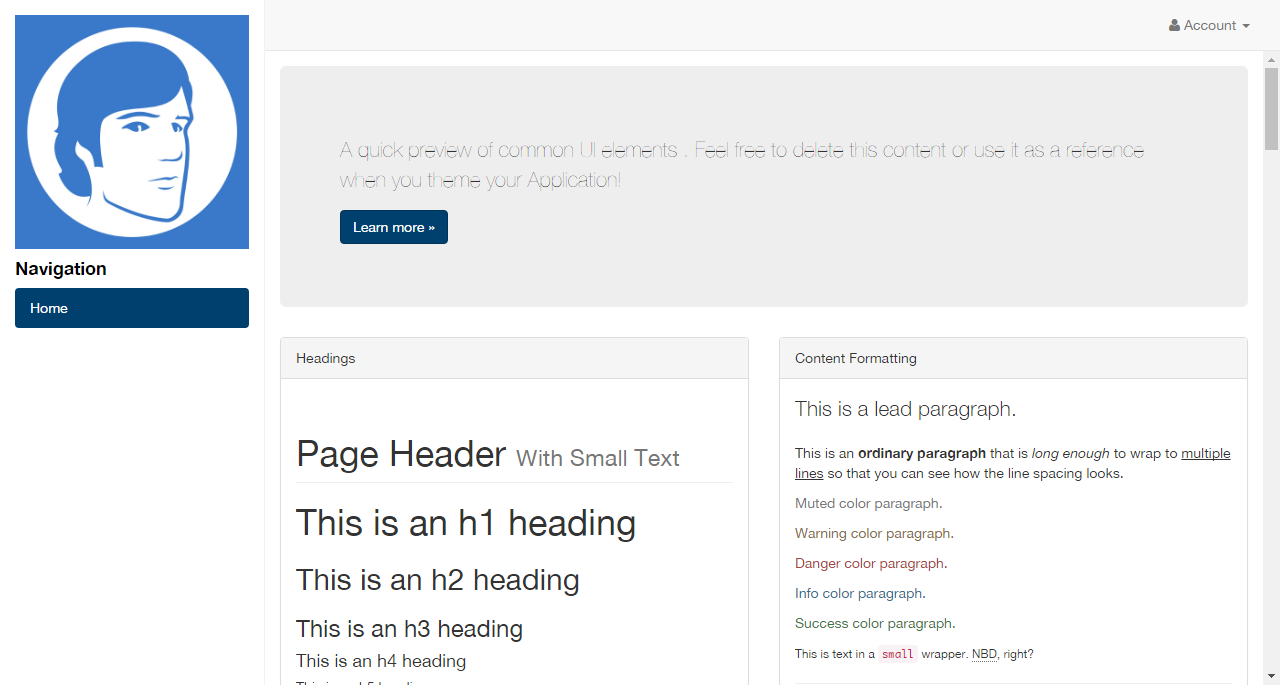 Account
Navigation
Home
A quick preview of common UI elements . Feel free to delete this content or use it as a reference
when you theme your Application!
Learn more »
Headings
Page Header With Small Text
This is an h1 heading
This is an h2 heading
This is an h3 heading
This is an h4 heading
Content Formatting
This is a lead paragraph.
This is an ordinary paragraph that is long enough to wrap to multiple
lines so that you can see how the line spacing looks.
Muted color paragraph.
Warning color paragraph.
Danger color paragraph.
Info color paragraph.
Success color paragraph.
This is text in a small wrapper. NBD, right?